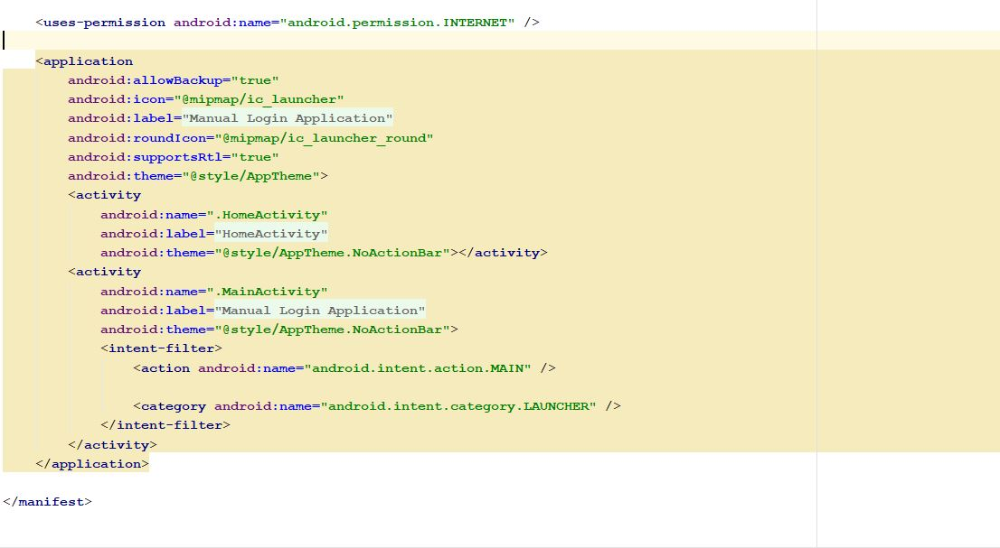 <uses-permission android:name="android.permission.INTERNET" />
<application
android:allowBackup="true"
android:icon="@mipmap/ic_launcher"
android:label="Manual Login Application"
android:roundIcon="@mipmap/ic_launcher_round"
android:supportsRtl="true"
android:theme="@style/AppTheme">
<activity
android:name=".HomeActivity"
android:label="HomeActivity"
android:theme="@style/AppTheme.NoActionBar"></activity>
<activity
android:name=".MainActivity"
android:label="Manual Login Application"
android:theme="@style/AppTheme.NoActionBar">
<intent-filter>
<action android:name="android.intent.action.MAIN" />
<category android:name="android.intent.category.LAUNCHER" />
</intent-filter>
</activity>
</application>
</manifest>